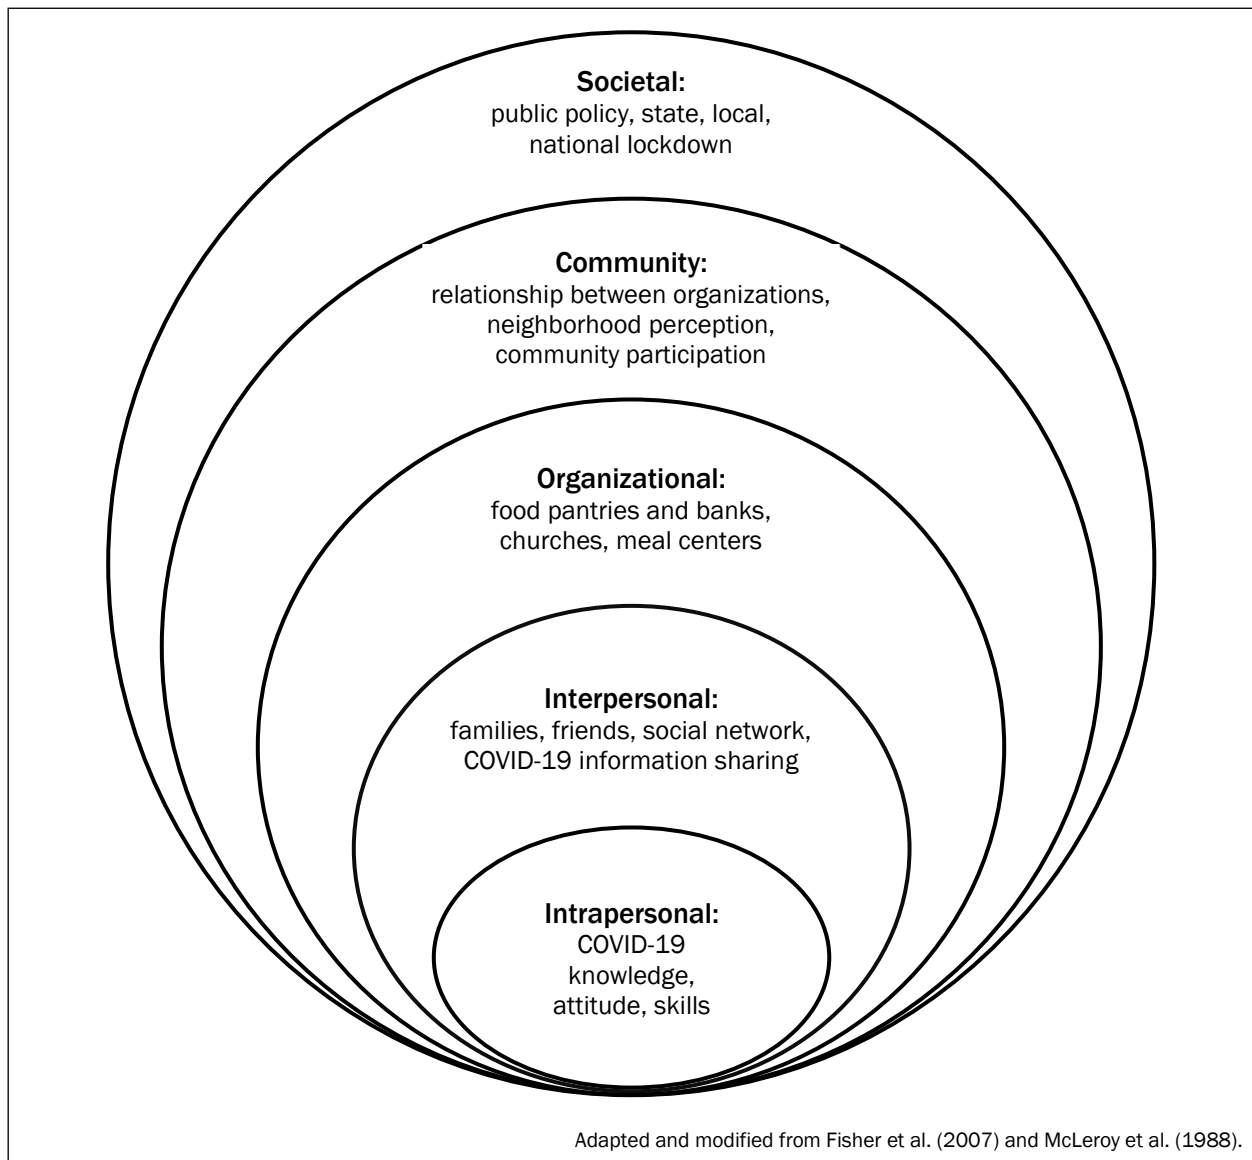 Societal:
public policy, state, local,
national lockdown
Community:
relationship between organizations,
neighborhood perception,
community participation
Organizational:
food pantries and banks,
churches, meal centers
Interpersonal:
families, friends, social network,
COVID-19 information sharing
Intrapersonal:
COVID-19
knowledge,
attitude, skills
Adapted and modified from Fisher et al. (2007) and McLeroy et al. (1988).